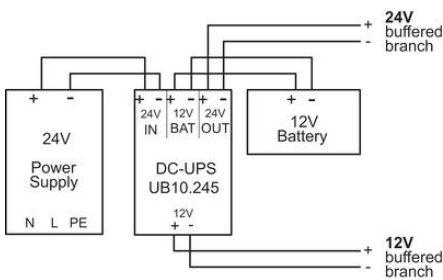 + 24V
buffered
- branch
+ -
24V
Power
Supply
N L PE
+ - + - + -
24V 12V 24V
IN BAT OUT
DC-UPS
UB10.245
12V
+ -
+ -
12V
Battery
+ 12V
buffered
- branch